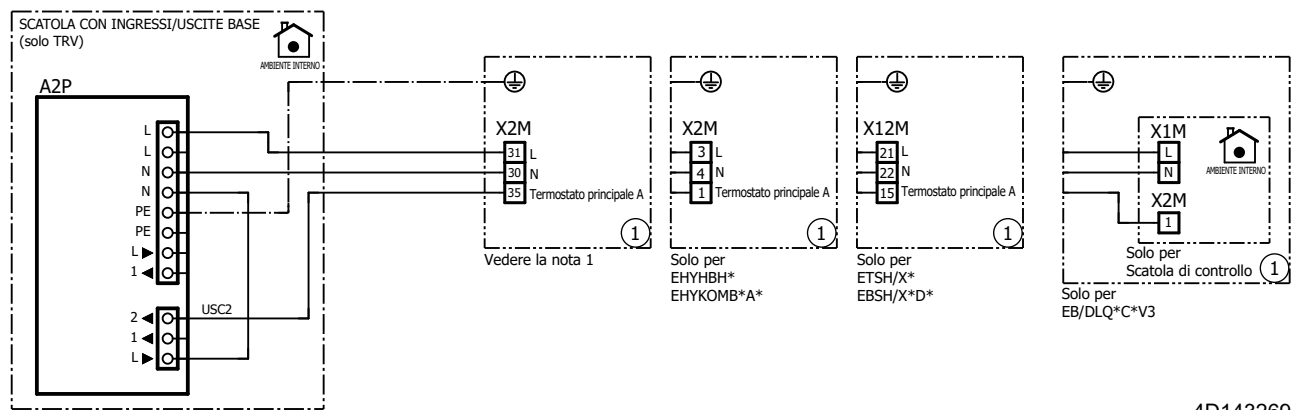 SCATOLA CON INGRESSI/USCITE BASE
(solo TRV)
AMBIENTE INTERNO
A2P
L
L
N
N
PE
PE
L
1
2
USC2
1
L
X2M
31 L
30 N
35 Termostato principale A
1
Vedere la nota 1
X2M
3 L
4 N
1 Termostato principale A
1
Solo per
EHYHBH*
EHYKOMB*A*
X12M
21 L
22 N
15 Termostato principale A
1
Solo per
ETSH/X*
EBSH/X*D*
X1M
L
N
AMBIENTE INTERNO
X2M
1
Solo per
Scatola di controllo
1
Solo per
EB/DLQ*C*V3
4D143269